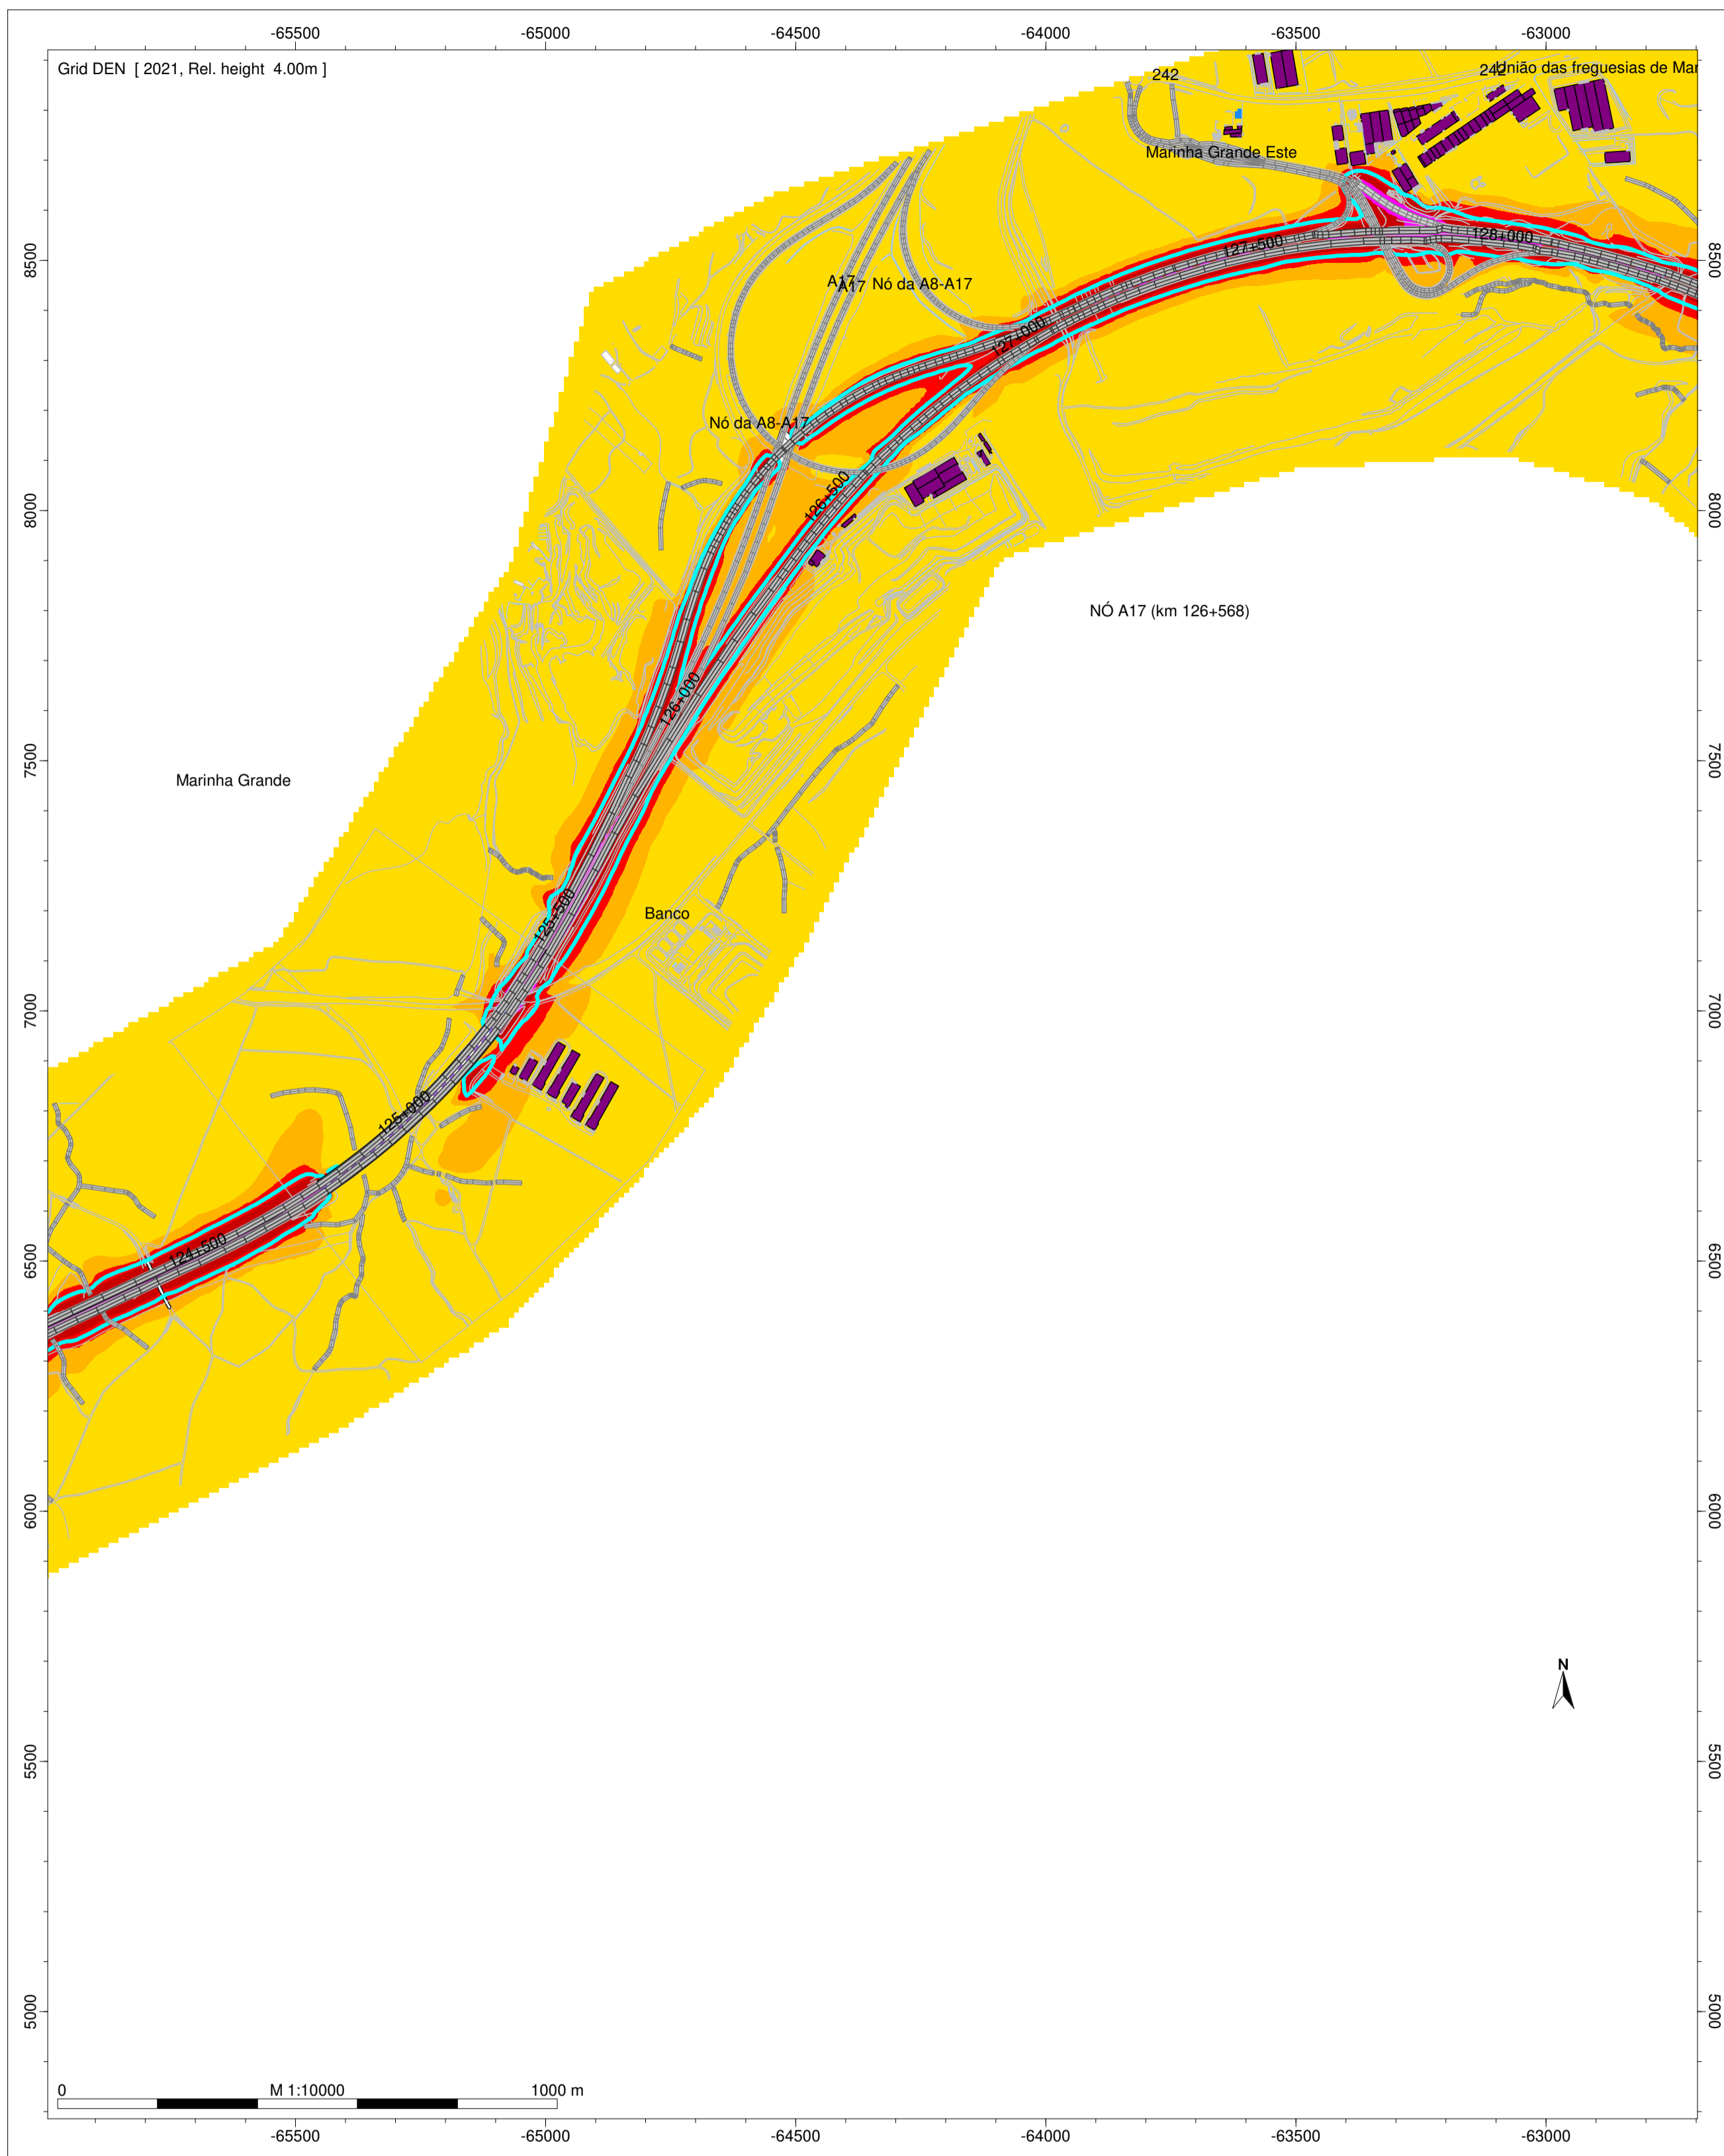 -65500 -65000 -64500 -64000 -63500 -63000
Grid DEN [ 2021, Rel. height 4.00m ]
242
242
União das freguesias de Mar
Marinha Grande Este
128+000
127+500
8500
8500
A17
A17
Nó da A8-A17
127+000
Nó da A8-A17
126+500
8000
8000
NÓ A17 (km 126+568)
126+000
7500
7500
Marinha Grande
125+500
Banco
7000
7000
125+000
124+500
6500
6500
6000
6000
N
5500
5500
5000
5000
0 M 1:10000 1000 m
-65500 -65000 -64500 -64000 -63500 -63000